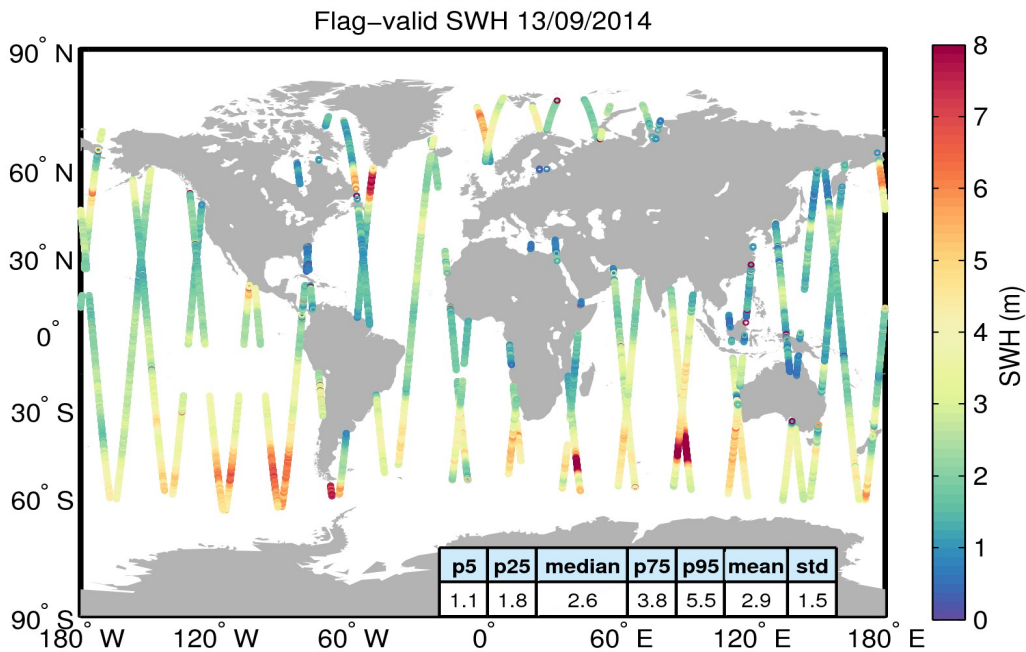 Flag−valid SWH 13/09/2014
90° N
60° N
30° N
0°
30° S
60° S
90° S
180° W
120° W
60° W
0°
60° E
120° E
180° E
p5 p25 median p75 p95 mean std
1.1 1.8 2.6 3.8 5.5 2.9 1.5
8
7
6
5
4
3
2
1
0
SWH (m)